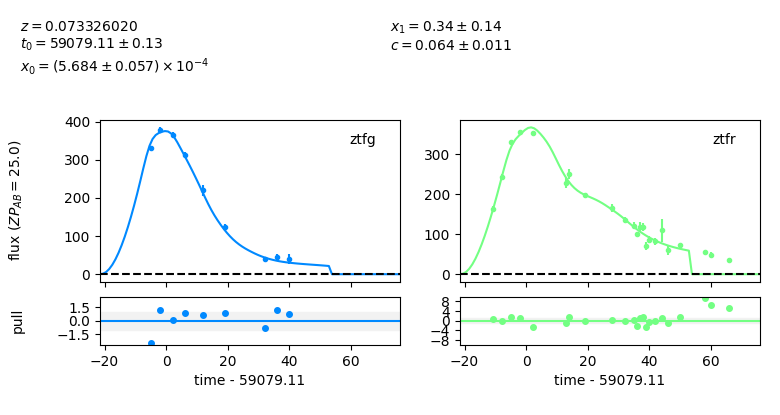 z = 0.073326020
t₀ = 59079.11 ± 0.13
x₀ = (5.684 ± 0.057) × 10⁻⁴
x₁ = 0.34 ± 0.14
c = 0.064 ± 0.011
flux (ZP_AB = 25.0)
400
300
200
100
0
ztfg
300
200
100
0
ztfr
pull
1.5
0.0
−1.5
−20 0 20 40 60
time - 59079.11
8
4
0
−4
−8
−20 0 20 40 60
time - 59079.11